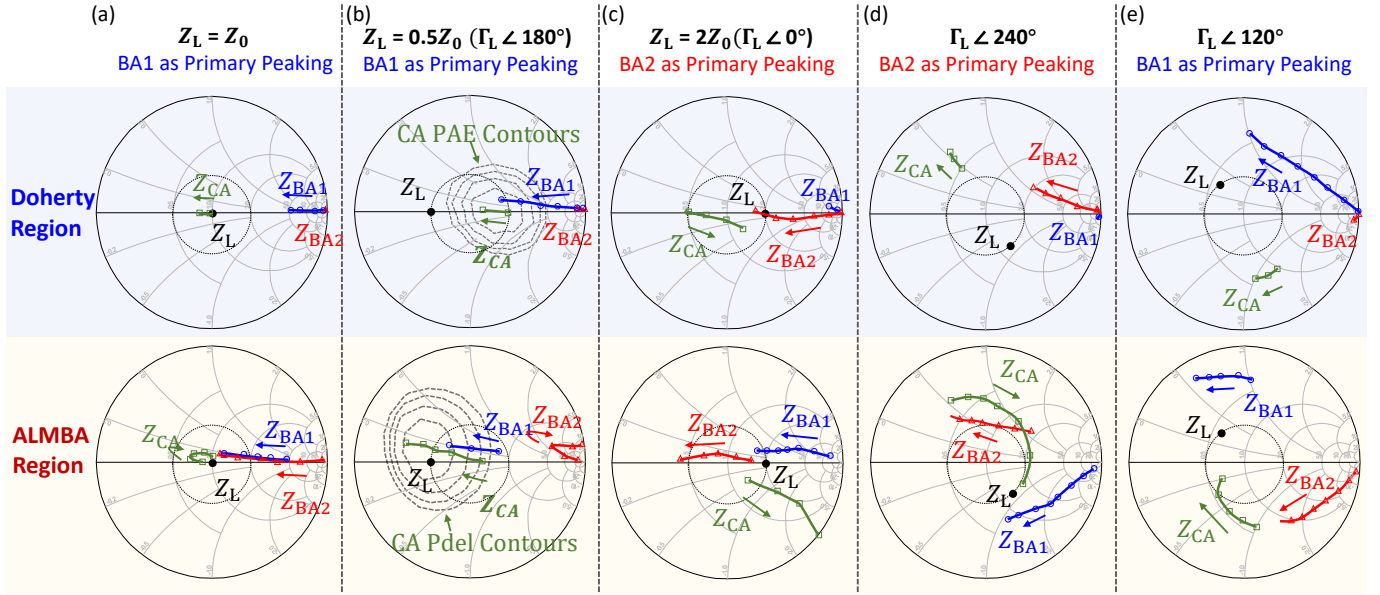 (a)
Z_L = Z_0
BA1 as Primary Peaking
(b)
Z_L = 0.5Z_0 (Γ_L ∠ 180°)
BA1 as Primary Peaking
(c)
Z_L = 2Z_0(Γ_L ∠ 0°)
BA2 as Primary Peaking
(d)
Γ_L ∠ 240°
BA2 as Primary Peaking
(e)
Γ_L ∠ 120°
BA1 as Primary Peaking
Doherty
Region
Z_CA
Z_BA1
Z_L
Z_BA2
CA PAE Contours
Z_L
Z_BA1
Z_BA2
Z_CA
Z_BA1
Z_L
Z_CA
Z_BA2
Z_CA
Z_BA2
Z_L
Z_BA1
Z_L
Z_BA1
Z_BA2
Z_CA
ALMBA
Region
Z_CA
Z_BA1
Z_L
Z_BA2
Z_BA1
Z_BA2
Z_L
Z_CA
CA Pdel Contours
Z_BA2
Z_BA1
Z_L
Z_CA
Z_CA
Z_BA2
Z_L
Z_BA1
Z_BA1
Z_L
Z_BA2
Z_CA